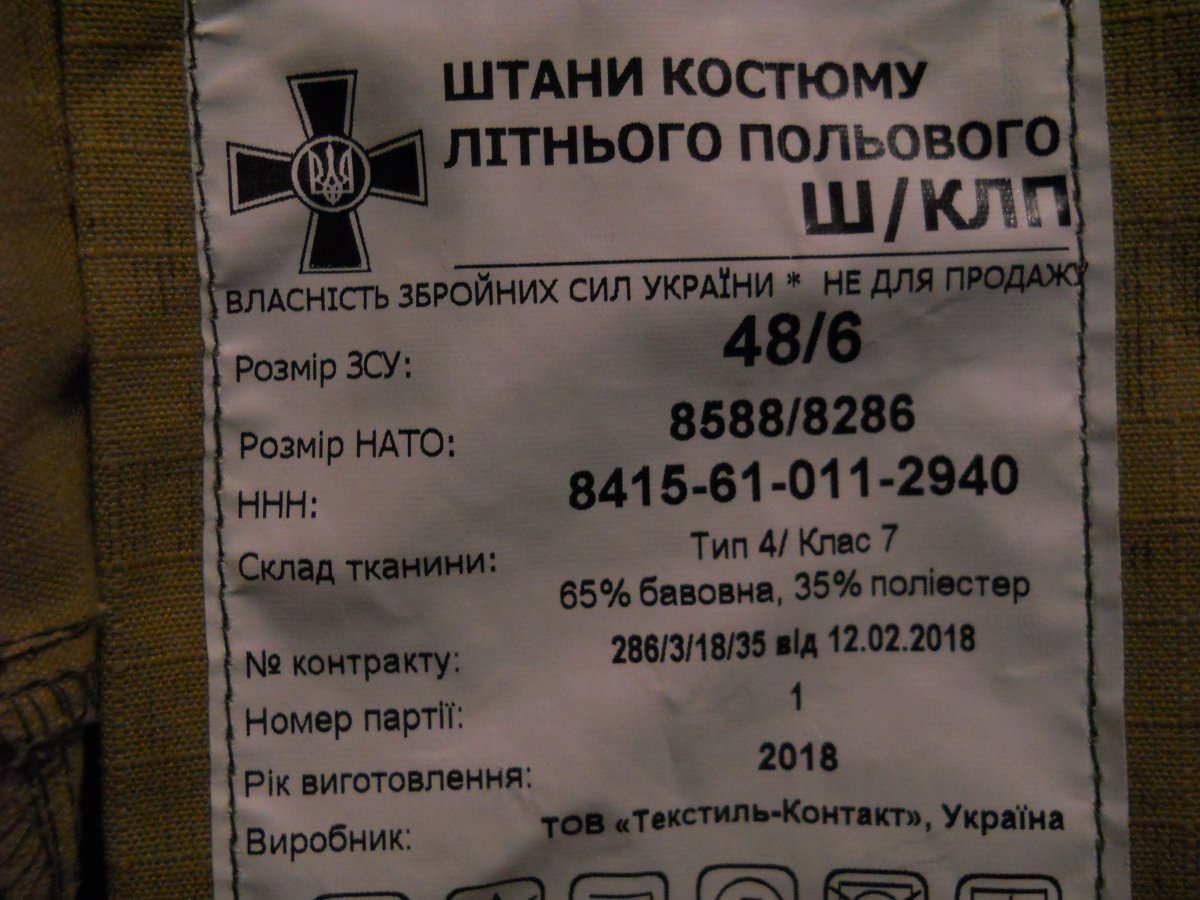 ШТАНИ КОСТЮМУ
ЛІТНЬОГО ПОЛЬОВОГО
Ш/КЛП
ВЛАСНІСТЬ ЗБРОЙНИХ СИЛ УКРАЇНИ * НЕ ДЛЯ ПРОДАЖУ
Розмір ЗСУ: 48/6
Розмір НАТО: 8588/8286
ННН: 8415-61-011-2940
Склад тканини: Тип 4/ Клас 7
65% бавовна, 35% поліестер
№ контракту: 286/3/18/35 від 12.02.2018
Номер партії: 1
Рік виготовлення: 2018
Виробник: ТОВ «Текстиль-Контакт», Україна